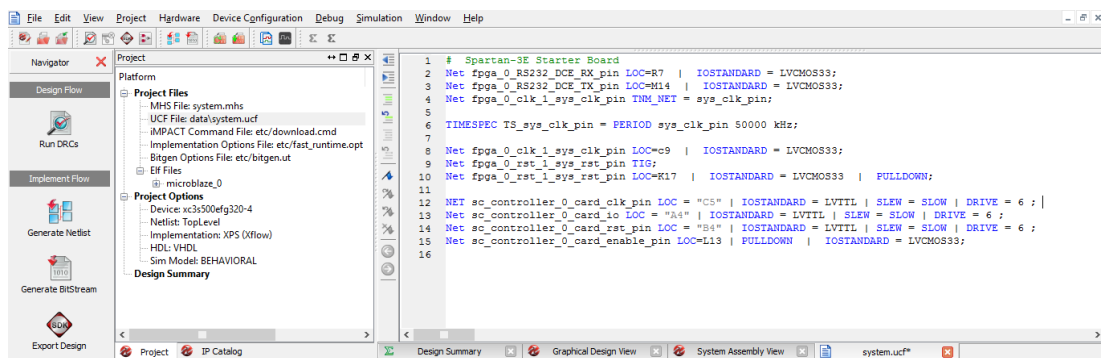 File Edit View Project Hardware Device Configuration Debug Simulation Window Help
Navigator
Design Flow
Run DRCs
Implement Flow
Generate Netlist
1010
Generate BitStream
SDK
Export Design
Project
Platform
Project Files
MHS File: system.mhs
UCF File: data\system.ucf
iMPACT Command File: etc/download.cmd
Implementation Options File: etc/fast_runtime.opt
Bitgen Options File: etc/bitgen.ut
Elf Files
microblaze_0
Project Options
Device: xc3s500efg320-4
Netlist: TopLevel
Implementation: XPS (Xflow)
HDL: VHDL
Sim Model: BEHAVIORAL
Design Summary
Project IP Catalog
1 # Spartan-3E Starter Board
2 Net fpga_0_RS232_DCE_RX_pin LOC=R7 | IOSTANDARD = LVCMOS33;
3 Net fpga_0_RS232_DCE_TX_pin LOC=M14 | IOSTANDARD = LVCMOS33;
4 Net fpga_0_clk_1_sys_clk_pin TNM_NET = sys_clk_pin;
5
6 TIMESPEC TS_sys_clk_pin = PERIOD sys_clk_pin 50000 kHz;
7
8 Net fpga_0_clk_1_sys_clk_pin LOC=c9 | IOSTANDARD = LVCMOS33;
9 Net fpga_0_rst_1_sys_rst_pin TIG;
10 Net fpga_0_rst_1_sys_rst_pin LOC=K17 | IOSTANDARD = LVCMOS33 | PULLDOWN;
11
12 NET sc_controller_0_card_clk_pin LOC = "C5" | IOSTANDARD = LVTTL | SLEW = SLOW | DRIVE = 6 ;
13 Net sc_controller_0_card_io LOC = "A4" | IOSTANDARD = LVTTL | SLEW = SLOW | DRIVE = 6 ;
14 Net sc_controller_0_card_rst_pin LOC = "B4" | IOSTANDARD = LVTTL | SLEW = SLOW | DRIVE = 6 ;
15 Net sc_controller_0_card_enable_pin LOC=L13 | PULLDOWN | IOSTANDARD = LVCMOS33;
16
Design Summary Graphical Design View System Assembly View system.ucf*